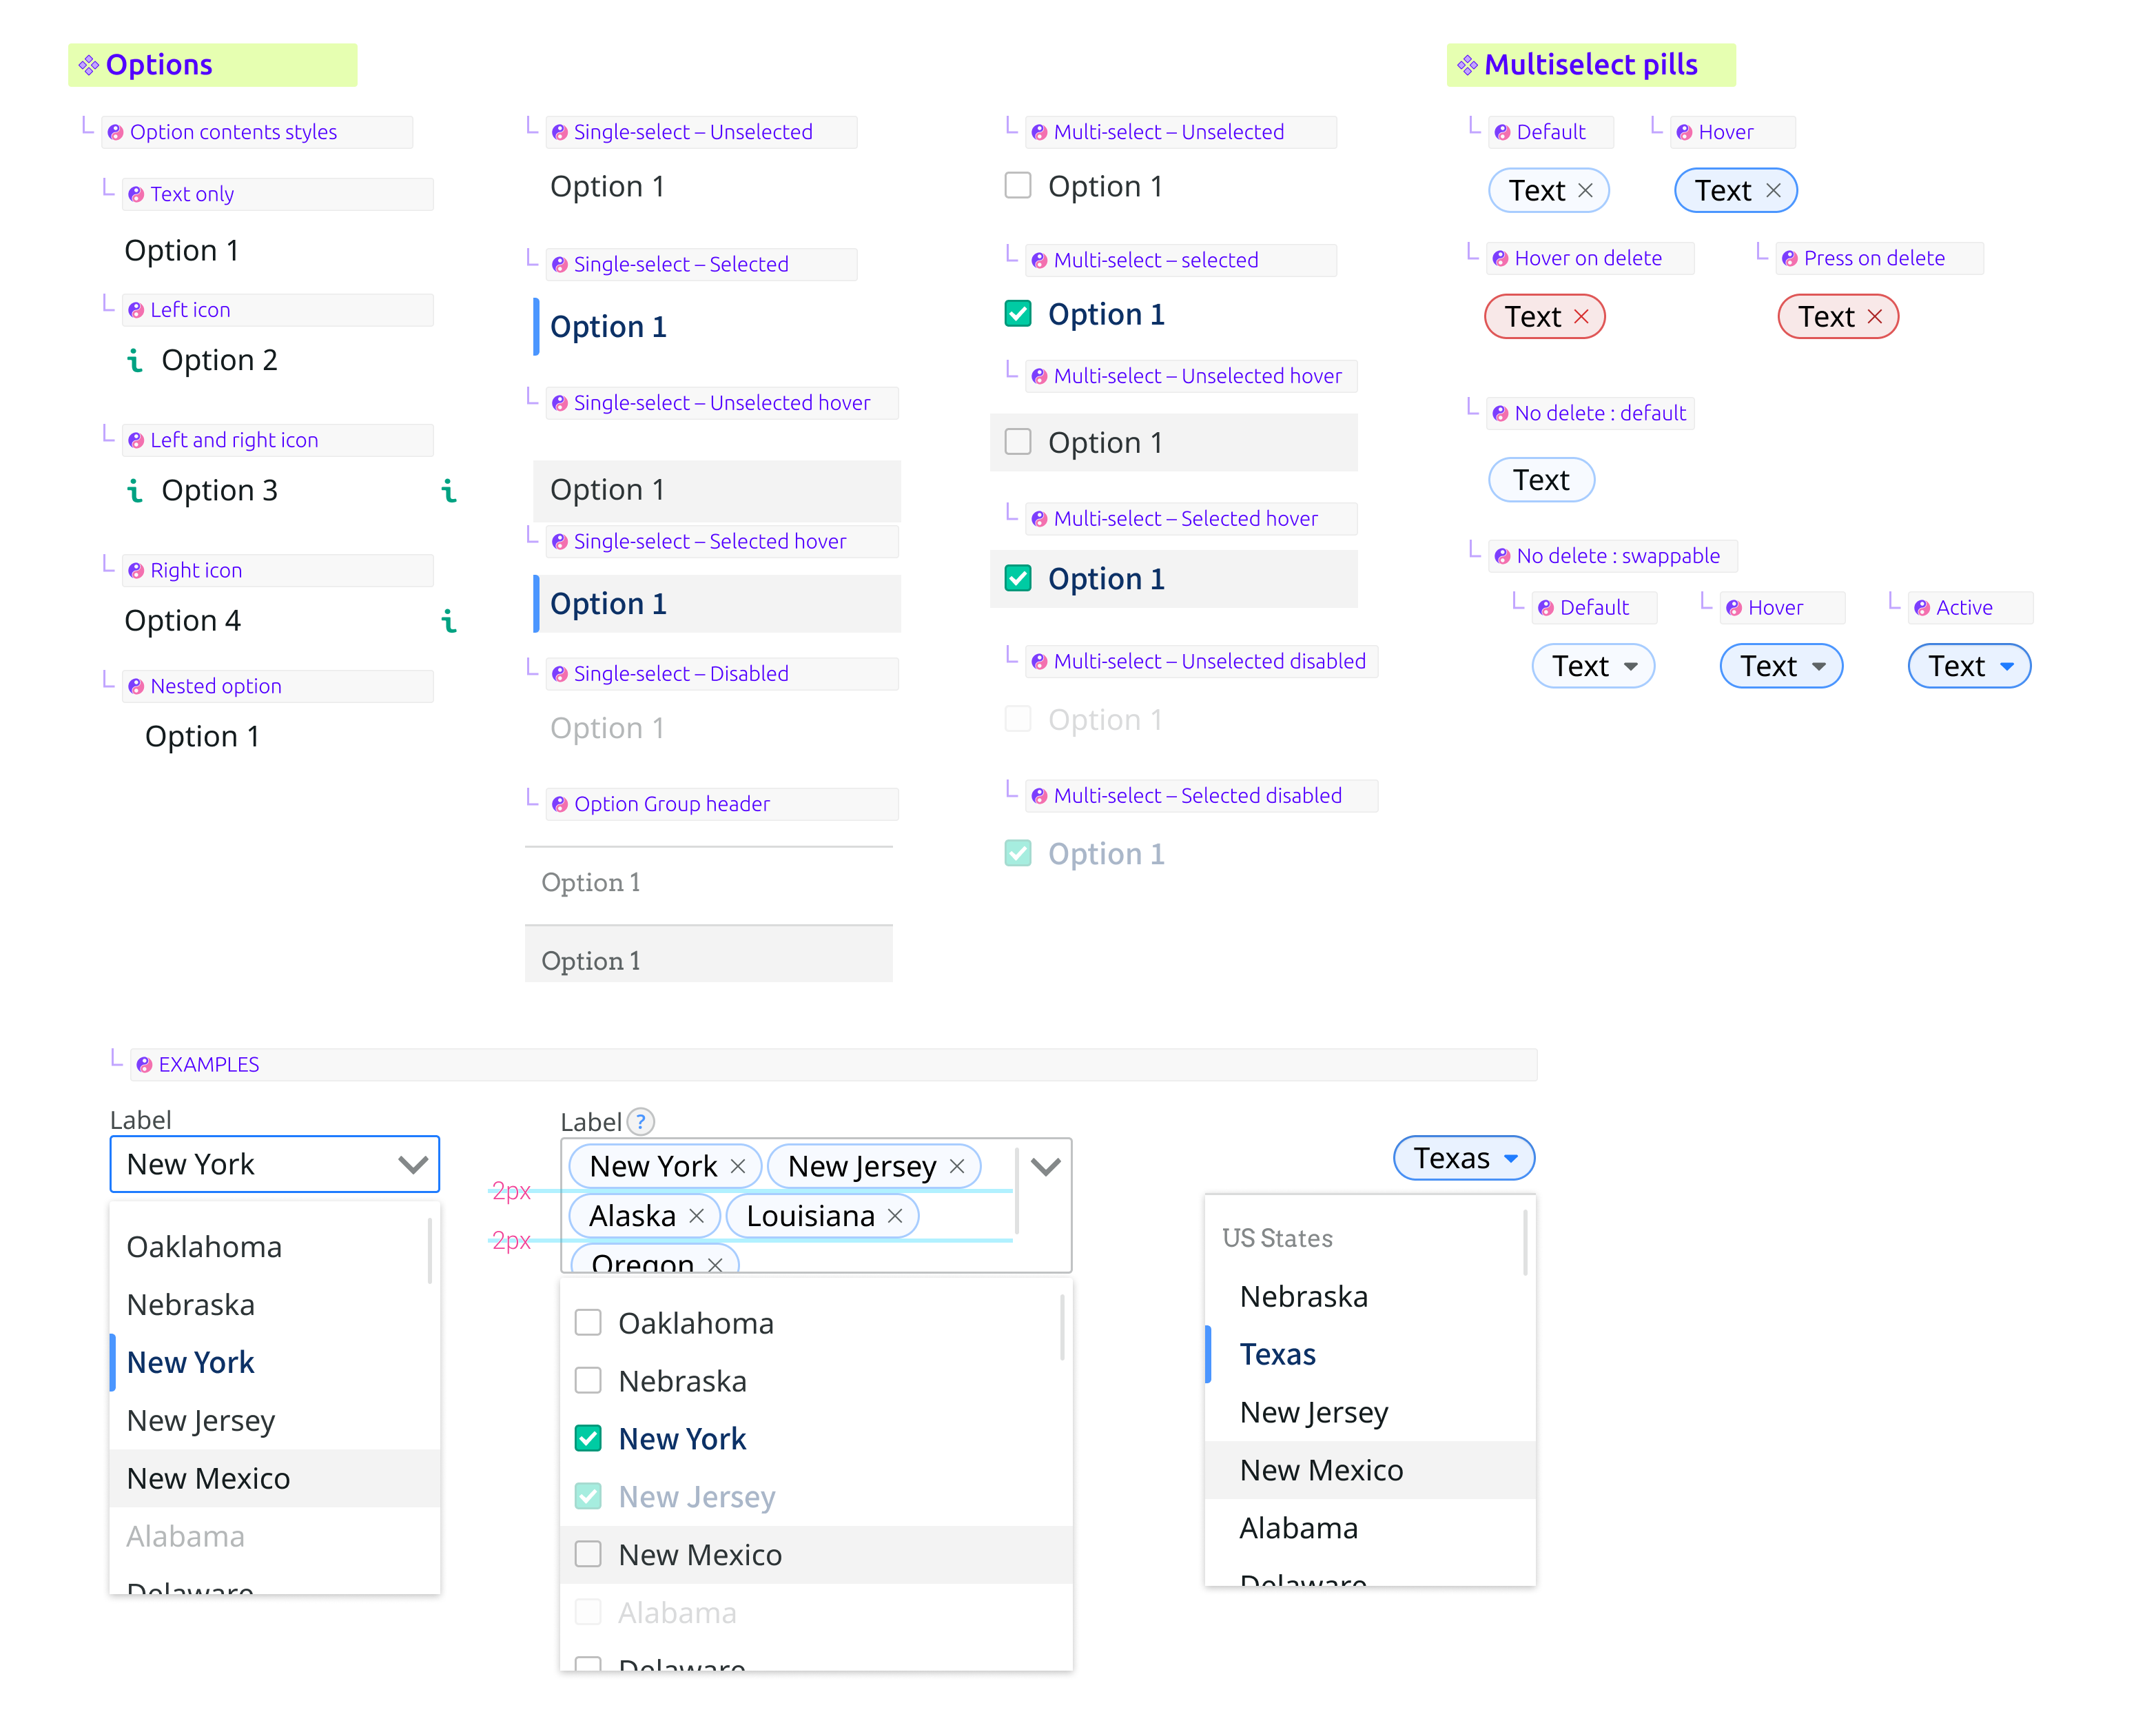 Options
Option contents styles
Text only
Option 1
Left icon
Option 2
Left and right icon
Option 3
Right icon
Option 4
Nested option
Option 1
Single-select – Unselected
Option 1
Single-select – Selected
Option 1
Single-select – Unselected hover
Option 1
Single-select – Selected hover
Option 1
Single-select – Disabled
Option 1
Option Group header
Option 1
Option 1
Multi-select – Unselected
Option 1
Multi-select – selected
Option 1
Multi-select – Unselected hover
Option 1
Multi-select – Selected hover
Option 1
Multi-select – Unselected disabled
Option 1
Multi-select – Selected disabled
Option 1
Multiselect pills
Default
Hover
Text
Text
Hover on delete
Press on delete
Text
Text
No delete : default
Text
No delete : swappable
Default
Hover
Active
Text
Text
Text
EXAMPLES
Label
New York
Oaklahoma
Nebraska
New York
New Jersey
New Mexico
Alabama
Delaware
Label ?
New York New Jersey
2px
Alaska Louisiana
2px
Oregon
Oaklahoma
Nebraska
New York
New Jersey
New Mexico
Alabama
Delaware
Texas
US States
Nebraska
Texas
New Jersey
New Mexico
Alabama
Delaware